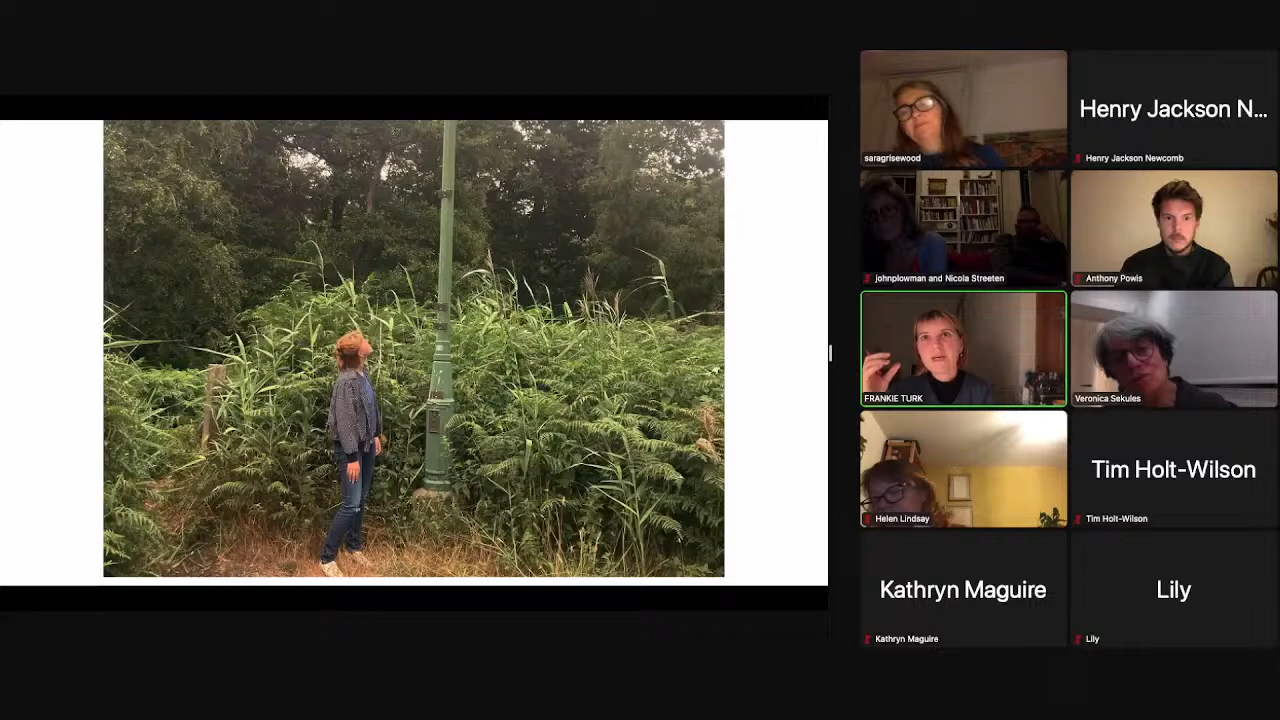 saragrisewood
Henry Jackson N...
Henry Jackson Newcomb
johnplowman and Nicola Streeten
Anthony Powis
FRANKIE TURK
Veronica Sekules
Helen Lindsay
Tim Holt-Wilson
Tim Holt-Wilson
Kathryn Maguire
Kathryn Maguire
Lily
Lily